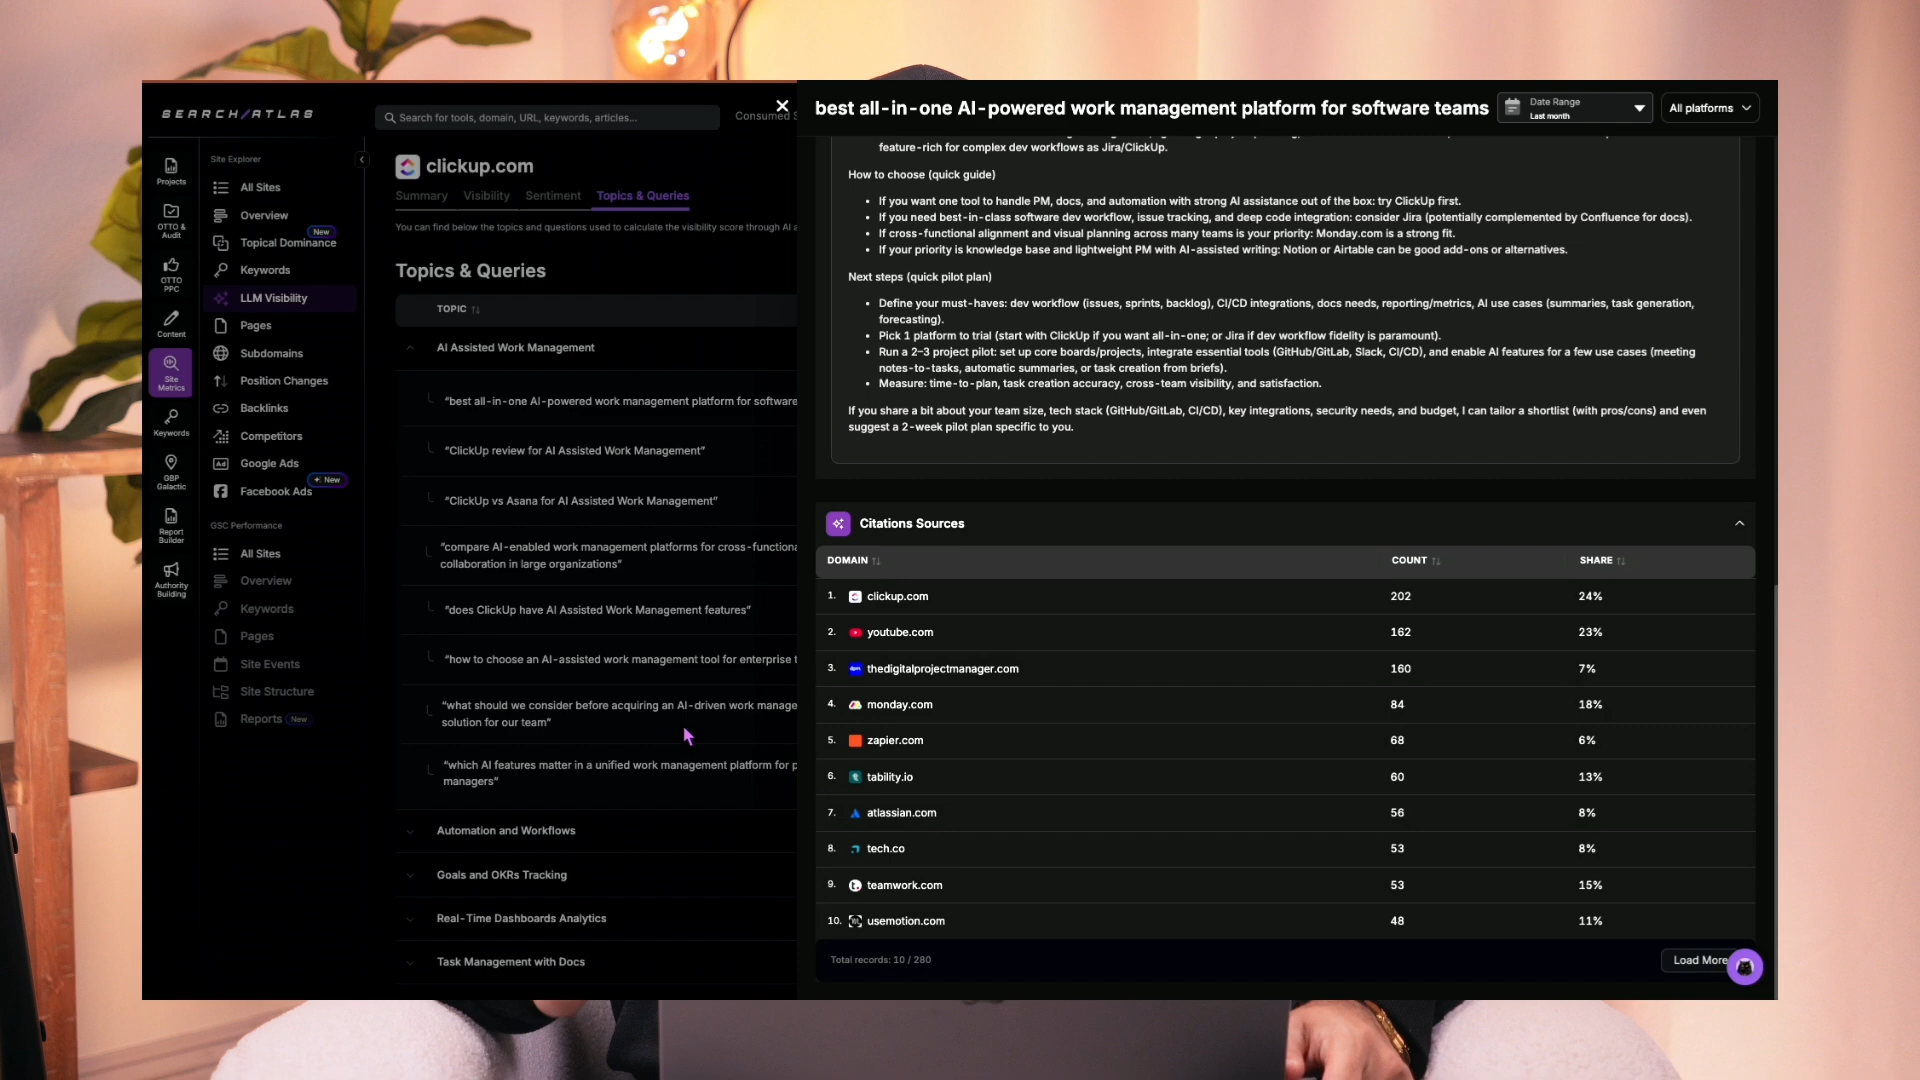 SEARCH/ATLAS
Search for tools, domain, URL, keywords, articles...
Consumed S
Projects
OTTO & Audit
OTTO PPC
Content
Site Metrics
Keywords
GBP Galactic
Report Builder
Authority Building
Site Explorer
All Sites
Overview
New
Topical Dominance
Keywords
LLM Visibility
Pages
Subdomains
Position Changes
Backlinks
Competitors
Google Ads
New
Facebook Ads
GSC Performance
All Sites
Overview
Keywords
Pages
Site Events
Site Structure
Reports New
clickup.com
Summary Visibility Sentiment Topics & Queries
You can find below the topics and questions used to calculate the visibility score through AI a
Topics & Queries
TOPIC
AI Assisted Work Management
“best all-in-one AI-powered work management platform for software
“ClickUp review for AI Assisted Work Management”
“ClickUp vs Asana for AI Assisted Work Management”
“compare AI-enabled work management platforms for cross-functiona
collaboration in large organizations”
“does ClickUp have AI Assisted Work Management features”
“how to choose an AI-assisted work management tool for enterprise t
“what should we consider before acquiring an AI-driven work manage
solution for our team”
“which AI features matter in a unified work management platform for p
managers”
Automation and Workflows
Goals and OKRs Tracking
Real-Time Dashboards Analytics
Task Management with Docs
best all-in-one AI-powered work management platform for software teams
Date Range
Last month
All platforms
feature-rich for complex dev workflows as Jira/ClickUp.
How to choose (quick guide)
• If you want one tool to handle PM, docs, and automation with strong AI assistance out of the box: try ClickUp first.
• If you need best-in-class software dev workflow, issue tracking, and deep code integration: consider Jira (potentially complemented by Confluence for docs).
• If cross-functional alignment and visual planning across many teams is your priority: Monday.com is a strong fit.
• If your priority is knowledge base and lightweight PM with AI-assisted writing: Notion or Airtable can be good add-ons or alternatives.
Next steps (quick pilot plan)
• Define your must-haves: dev workflow (issues, sprints, backlog), CI/CD integrations, docs needs, reporting/metrics, AI use cases (summaries, task generation,
forecasting).
• Pick 1 platform to trial (start with ClickUp if you want all-in-one; or Jira if dev workflow fidelity is paramount).
• Run a 2–3 project pilot: set up core boards/projects, integrate essential tools (GitHub/GitLab, Slack, CI/CD), and enable AI features for a few use cases (meeting
notes-to-tasks, automatic summaries, or task creation from briefs).
• Measure: time-to-plan, task creation accuracy, cross-team visibility, and satisfaction.
If you share a bit about your team size, tech stack (GitHub/GitLab, CI/CD), key integrations, security needs, and budget, I can tailor a shortlist (with pros/cons) and even
suggest a 2-week pilot plan specific to you.
Citations Sources
DOMAIN COUNT SHARE
1. clickup.com 202 24%
2. youtube.com 162 23%
3. thedigitalprojectmanager.com 160 7%
4. monday.com 84 18%
5. zapier.com 68 6%
6. tability.io 60 13%
7. atlassian.com 56 8%
8. tech.co 53 8%
9. teamwork.com 53 15%
10. usemotion.com 48 11%
Total records: 10 / 280
Load More